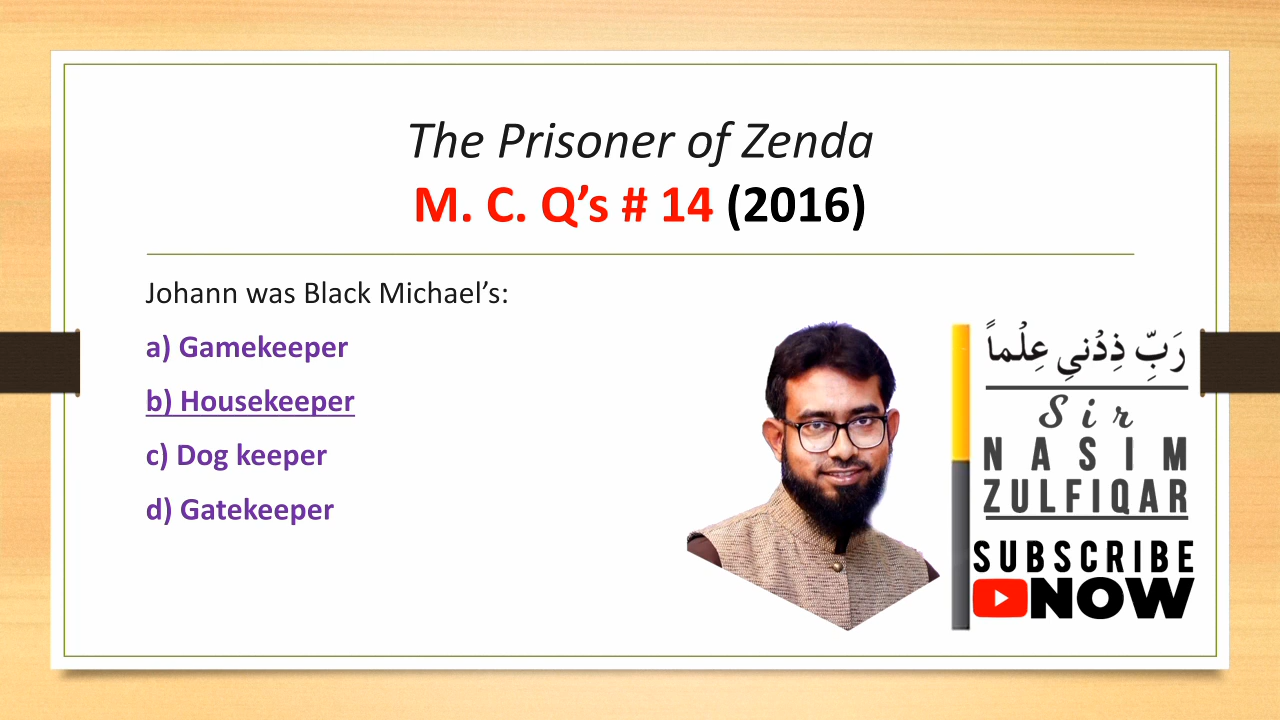 The Prisoner of Zenda
M. C. Q’s # 14 (2016)
Johann was Black Michael’s:
a) Gamekeeper
b) Housekeeper
c) Dog keeper
d) Gatekeeper
رَبِّ ذِدْنيِ عِلْماً
Sir
NASIM
ZULFIQAR
SUBSCRIBE
NOW